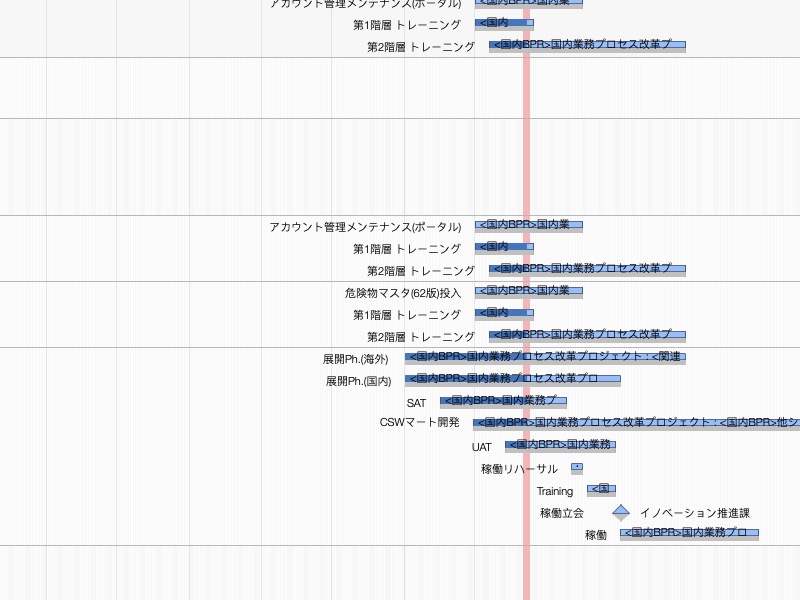 アカウント管理メンテナンス(ポータル) <国内BPR>国内業
第1階層 トレーニング <国内
第2階層 トレーニング <国内BPR>国内業務プロセス改革プ
アカウント管理メンテナンス(ポータル) <国内BPR>国内業
第1階層 トレーニング <国内
第2階層 トレーニング <国内BPR>国内業務プロセス改革プ
危険物マスタ(62版)投入 <国内BPR>国内業
第1階層 トレーニング <国内
第2階層 トレーニング <国内BPR>国内業務プロセス改革プ
展開Ph.(海外) <国内BPR>国内業務プロセス改革プロジェクト : <関連
展開Ph.(国内) <国内BPR>国内業務プロセス改革プロ
SAT <国内BPR>国内業務プ
CSWマート開発 <国内BPR>国内業務プロセス改革プロジェクト : <国内BPR>他シ
UAT <国内BPR>国内業務
稼働リハーサル
Training <国
稼働立会 イノベーション推進課
稼働 <国内BPR>国内業務プロ